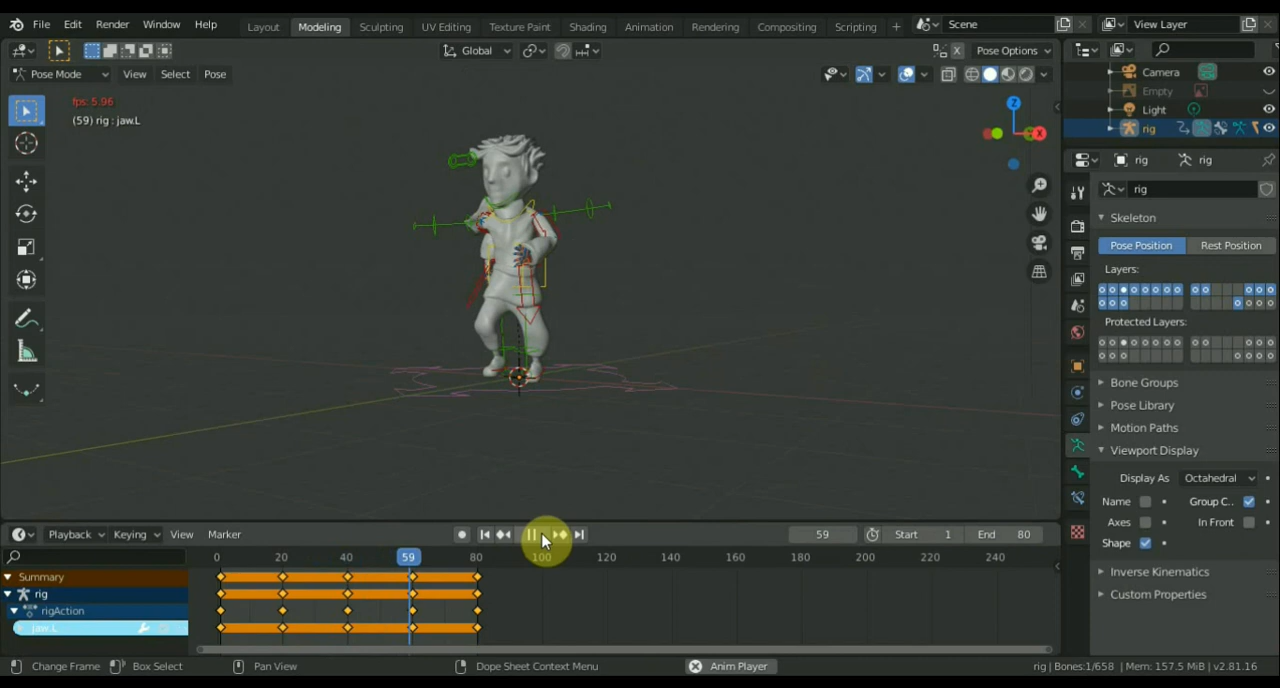 File Edit Render Window Help Layout Modeling Sculpting UV Editing Texture Paint Shading Animation Rendering Compositing Scripting + Scene View Layer
Global Pose Options
Pose Mode View Select Pose
fps: 5.96
(59) rig : jaw.L
Z
X
Camera
Empty
Light
rig
rig rig
rig
Skeleton
Pose Position Rest Position
Layers:
Protected Layers:
Bone Groups
Pose Library
Motion Paths
Viewport Display
Display As Octahedral
Name Group C...
Axes In Front
Shape
Inverse Kinematics
Custom Properties
Playback Keying View Marker 59 Start 1 End 80
0 20 40 59 80 100 120 140 160 180 200 220 240
Summary
rig
rigAction
jaw.L
Change Frame Box Select Pan View Dope Sheet Context Menu Anim Player rig | Bones:1/658 | Mem: 157.5 MiB | v2.81.16